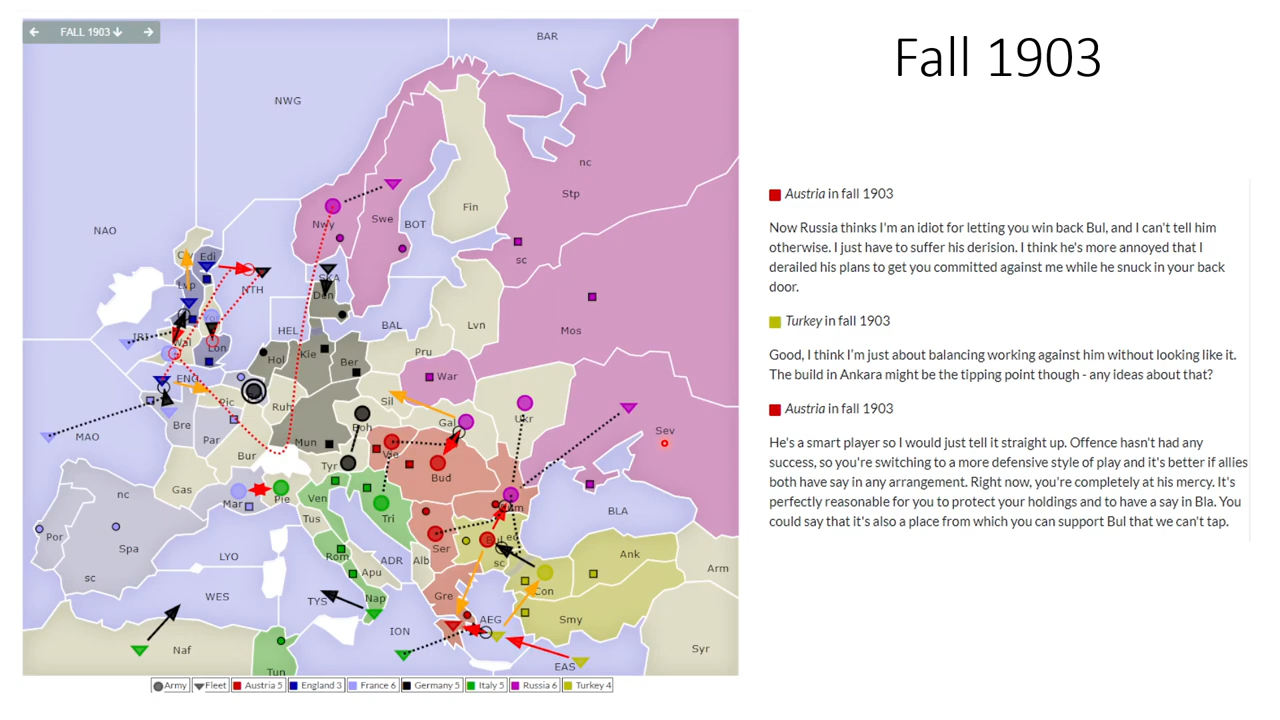 FALL 1903
Fall 1903
BAR
NWG
nc
Stp
NAO
Fin
Nwy
Swe
BOT
Cly
Edi
SKA
sc
NTH
Lvp
Den
HEL
BAL
Lvn
Mos
IRI
Wal
Lon
Hol
Kie
Ber
Pru
ENG
War
Pic
Ruh
Sil
Bre
Gal
Ukr
MAO
Par
Boh
Sev
Bur
Mun
Vie
Tyr
Bud
nc
Gas
Mar
Pie
Ven
Tri
BLA
Por
Spa
Tus
Ser
sc
LYO
Rom
ADR
Alb
Ank
sc
Apu
Arm
WES
TYS
Nap
Gre
Con
AEG
Smy
ION
Naf
Syr
Tun
EAS
Army
Fleet
Austria 5
England 3
France 6
Germany 5
Italy 5
Russia 6
Turkey 4
Austria in fall 1903
Now Russia thinks I'm an idiot for letting you win back Bul, and I can't tell him
otherwise. I just have to suffer his derision. I think he's more annoyed that I
derailed his plans to get you committed against me while he snuck in your back
door.
Turkey in fall 1903
Good, I think I'm just about balancing working against him without looking like it.
The build in Ankara might be the tipping point though - any ideas about that?
Austria in fall 1903
He's a smart player so I would just tell it straight up. Offence hasn't had any
success, so you're switching to a more defensive style of play and it's better if allies
both have say in any arrangement. Right now, you're completely at his mercy. It's
perfectly reasonable for you to protect your holdings and to have a say in Bla. You
could say that it's also a place from which you can support Bul that we can't tap.